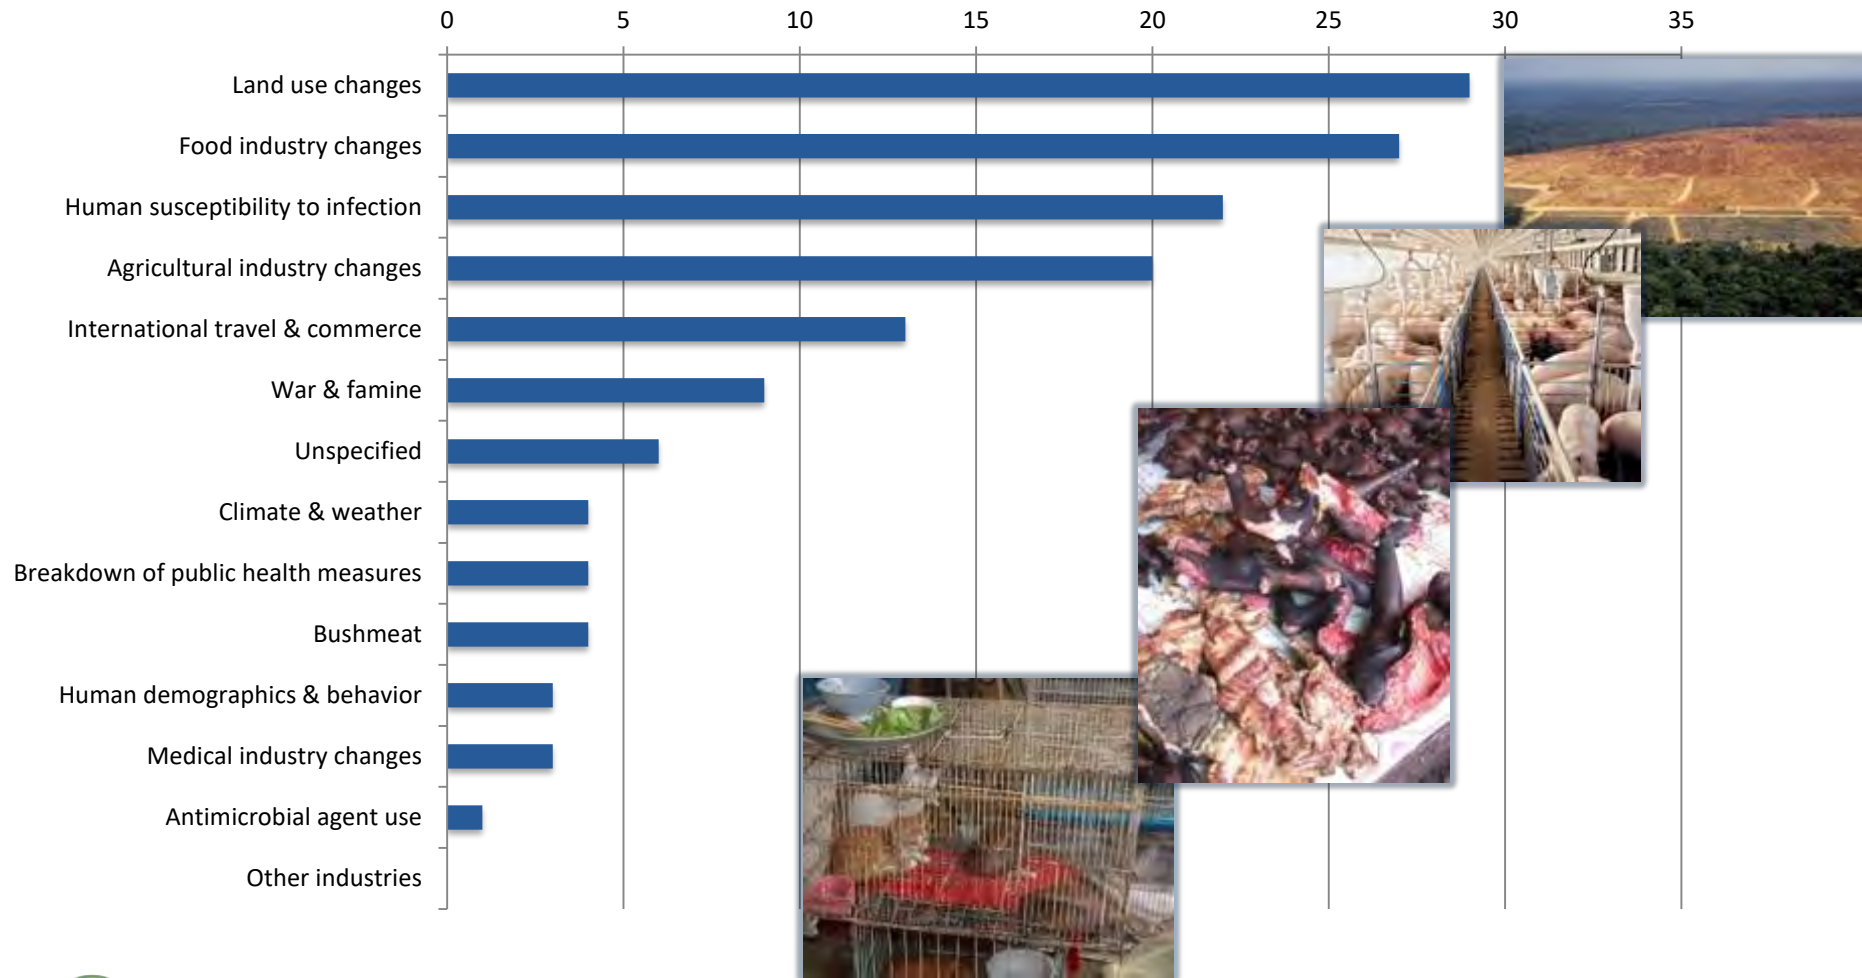 0 5 10 15 20 25 30 35
Land use changes
Food industry changes
Human susceptibility to infection
Agricultural industry changes
International travel & commerce
War & famine
Unspecified
Climate & weather
Breakdown of public health measures
Bushmeat
Human demographics & behavior
Medical industry changes
Antimicrobial agent use
Other industries